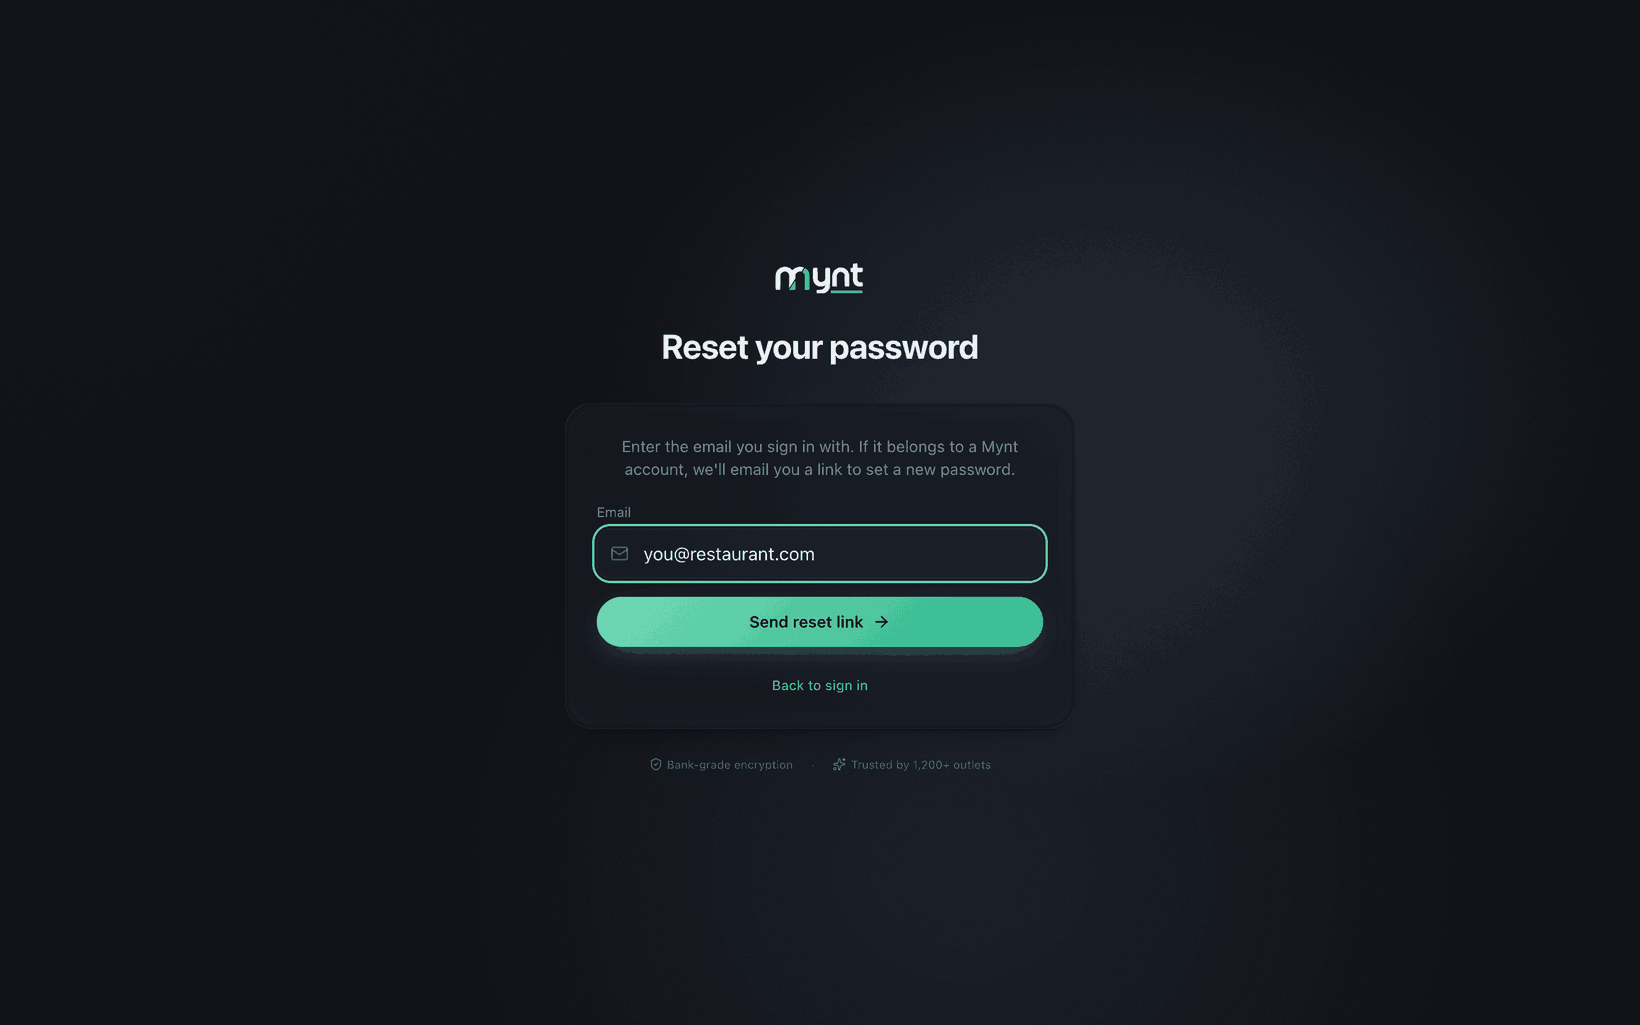 mynt
Reset your password
Enter the email you sign in with. If it belongs to a Mynt
account, we'll email you a link to set a new password.
Email
you@restaurant.com
Send reset link →
Back to sign in
Bank-grade encryption · Trusted by 1,200+ outlets